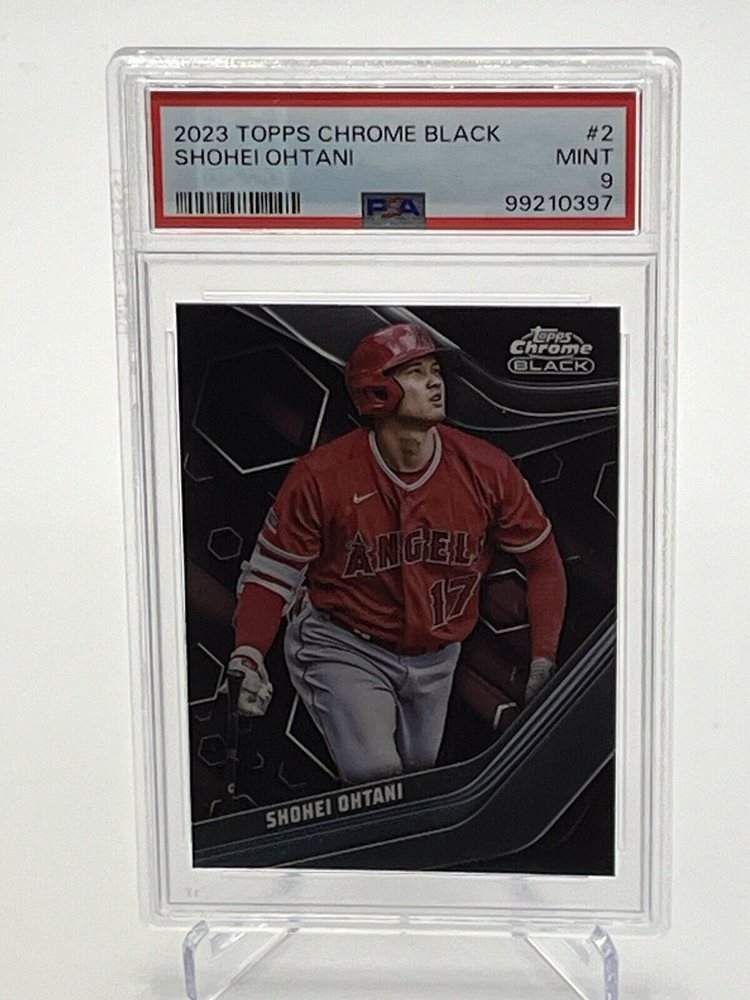 2023 TOPPS CHROME BLACK #2
SHOHEI OHTANI MINT
9
PSA 99210397
Topps
Chrome
BLACK
ANGELS
17
SHOHEI OHTANI